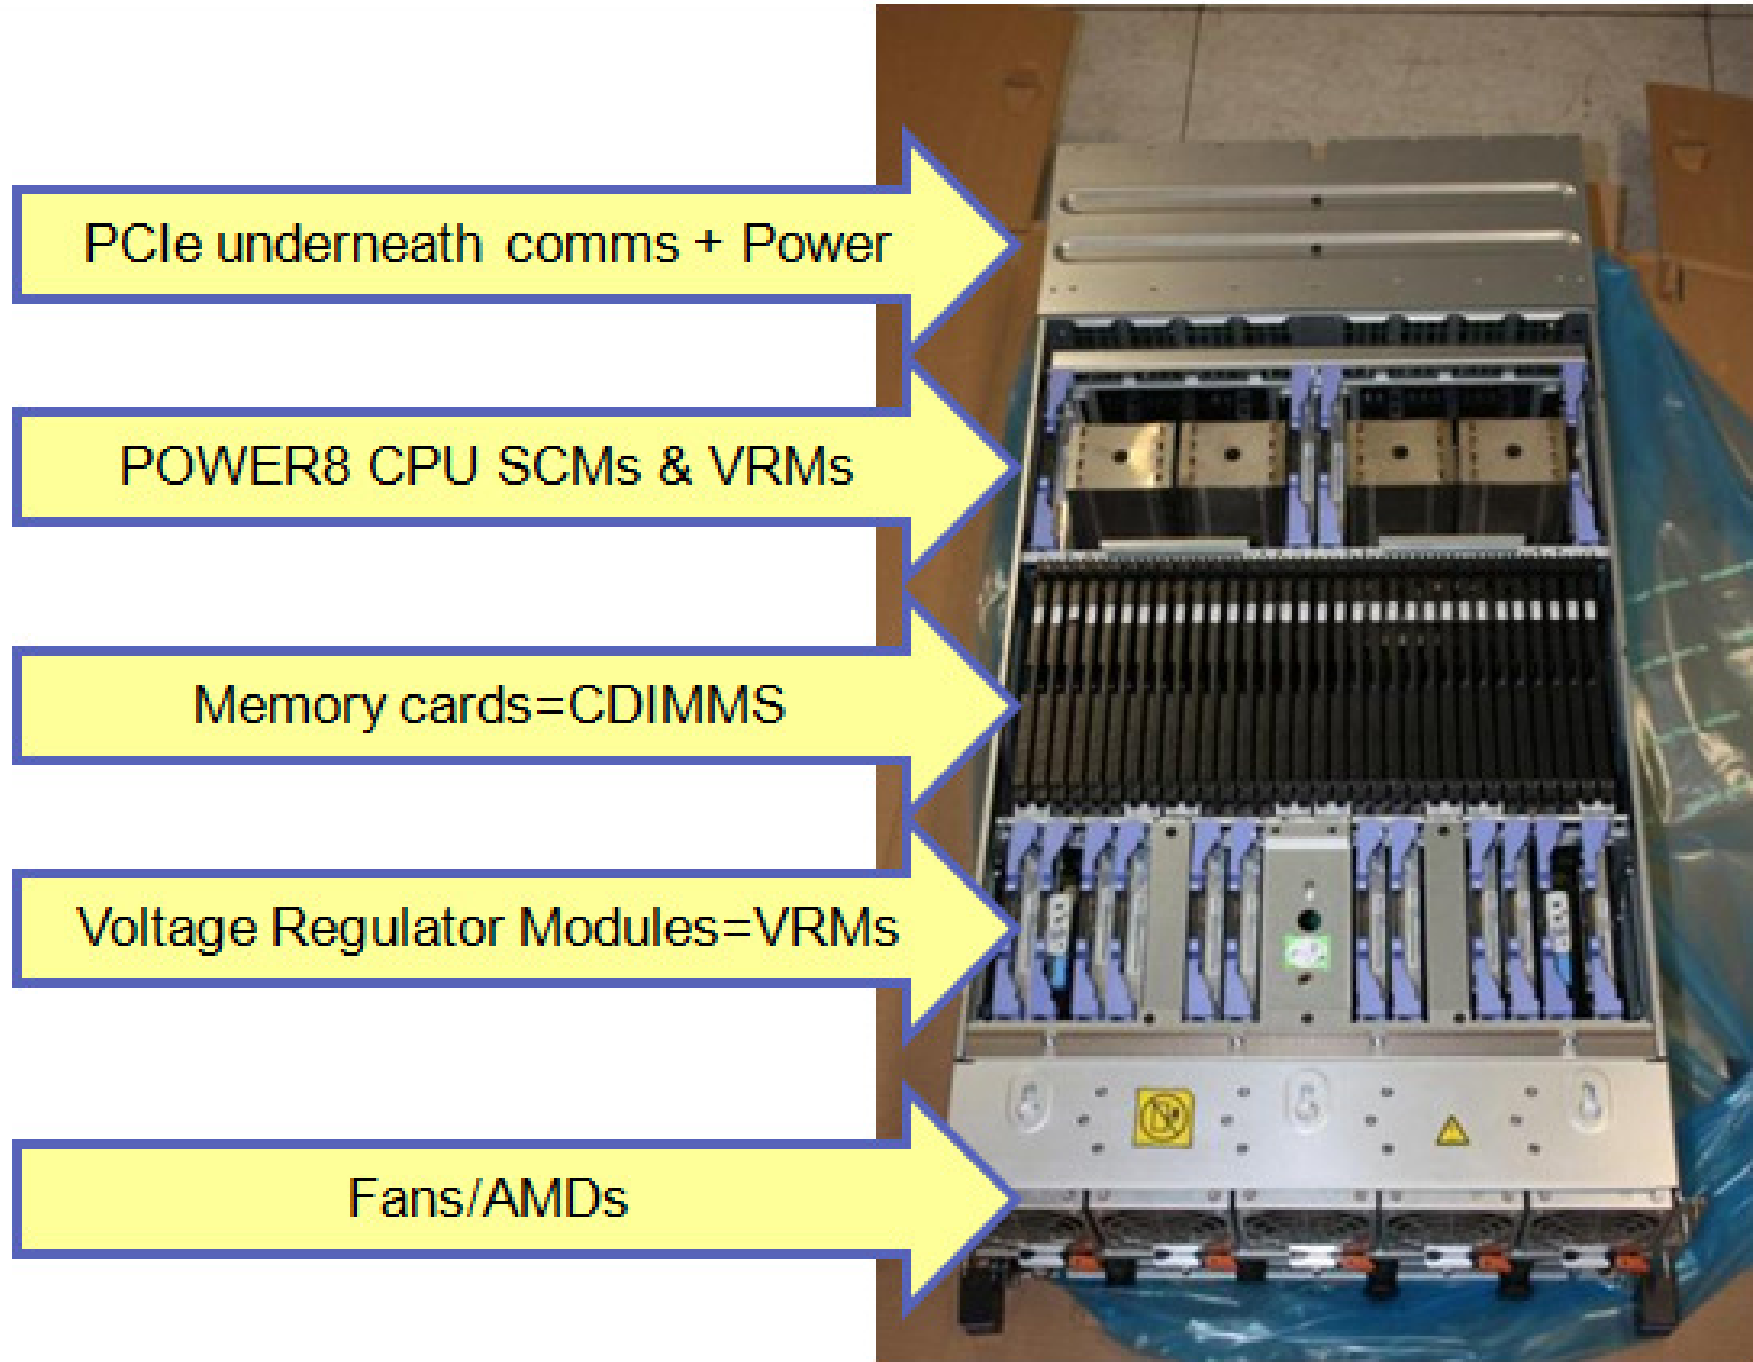 PCIe underneath comms + Power
POWER8 CPU SCMs & VRMs
Memory cards=CDIMMS
Voltage Regulator Modules=VRMs
Fans/AMDs